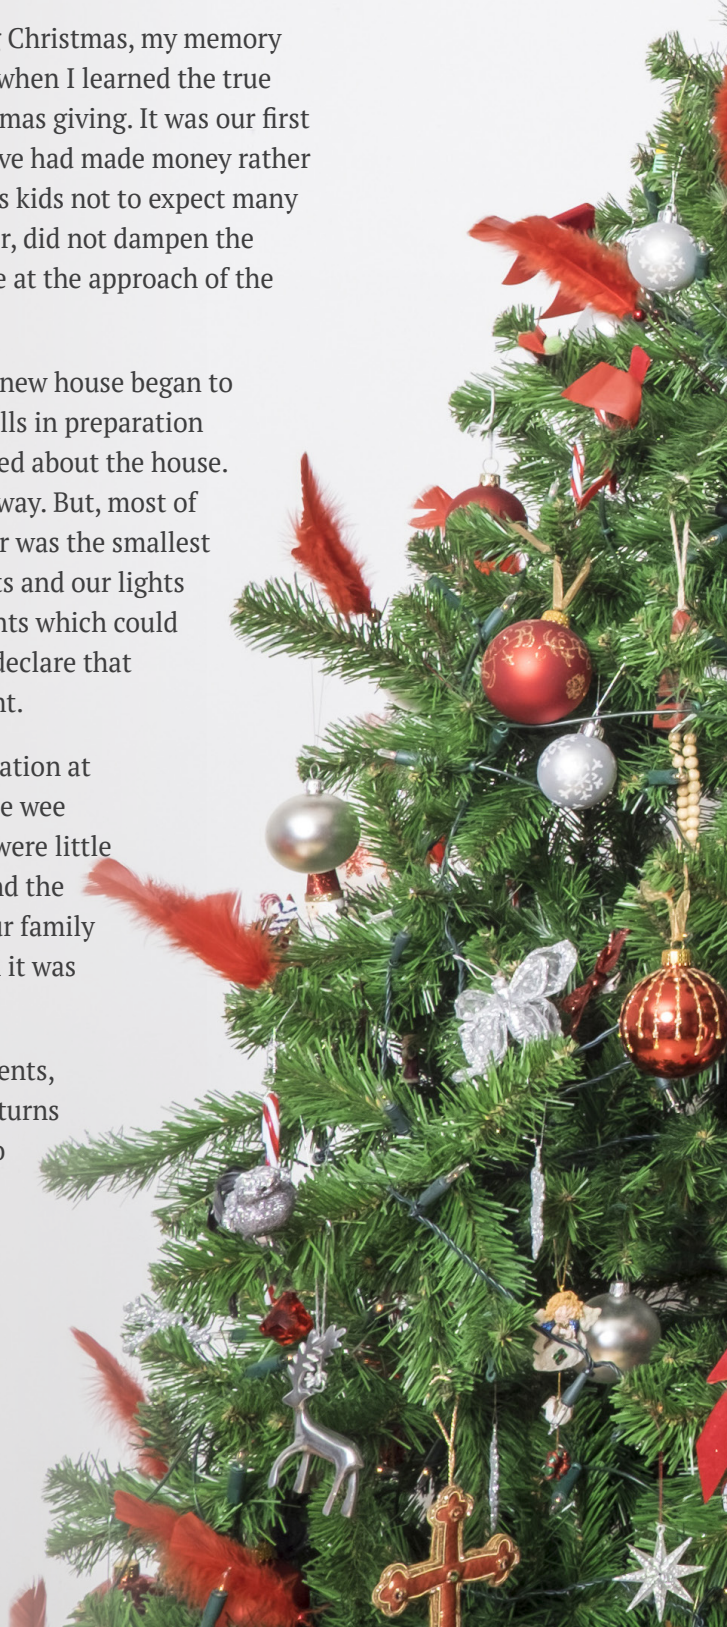 Christmas, my memory
when I learned the true
mas giving. It was our first
ve had made money rather
s kids not to expect many
r, did not dampen the
e at the approach of the
new house began to
lls in preparation
ed about the house.
way. But, most of
r was the smallest
ts and our lights
nts which could
declare that
nt.
ation at
e wee
were little
nd the
ur family
it was
ents,
turns